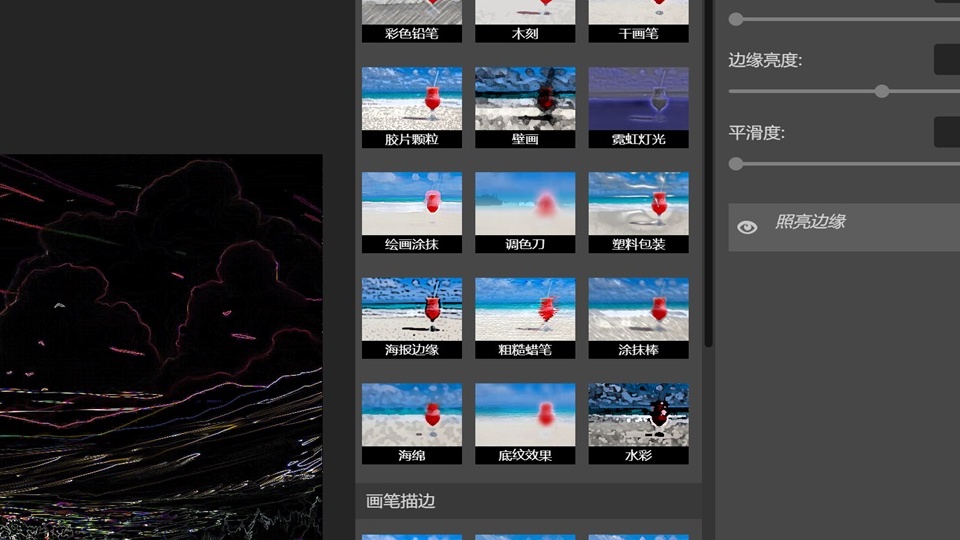 彩色铅笔 木刻 干画笔
边缘亮度:
胶片颗粒 壁画 霓虹灯光
平滑度:
照亮边缘
绘画涂抹 调色刀 塑料包装
海报边缘 粗糙蜡笔 涂抹棒
海绵 底纹效果 水彩
画笔描边